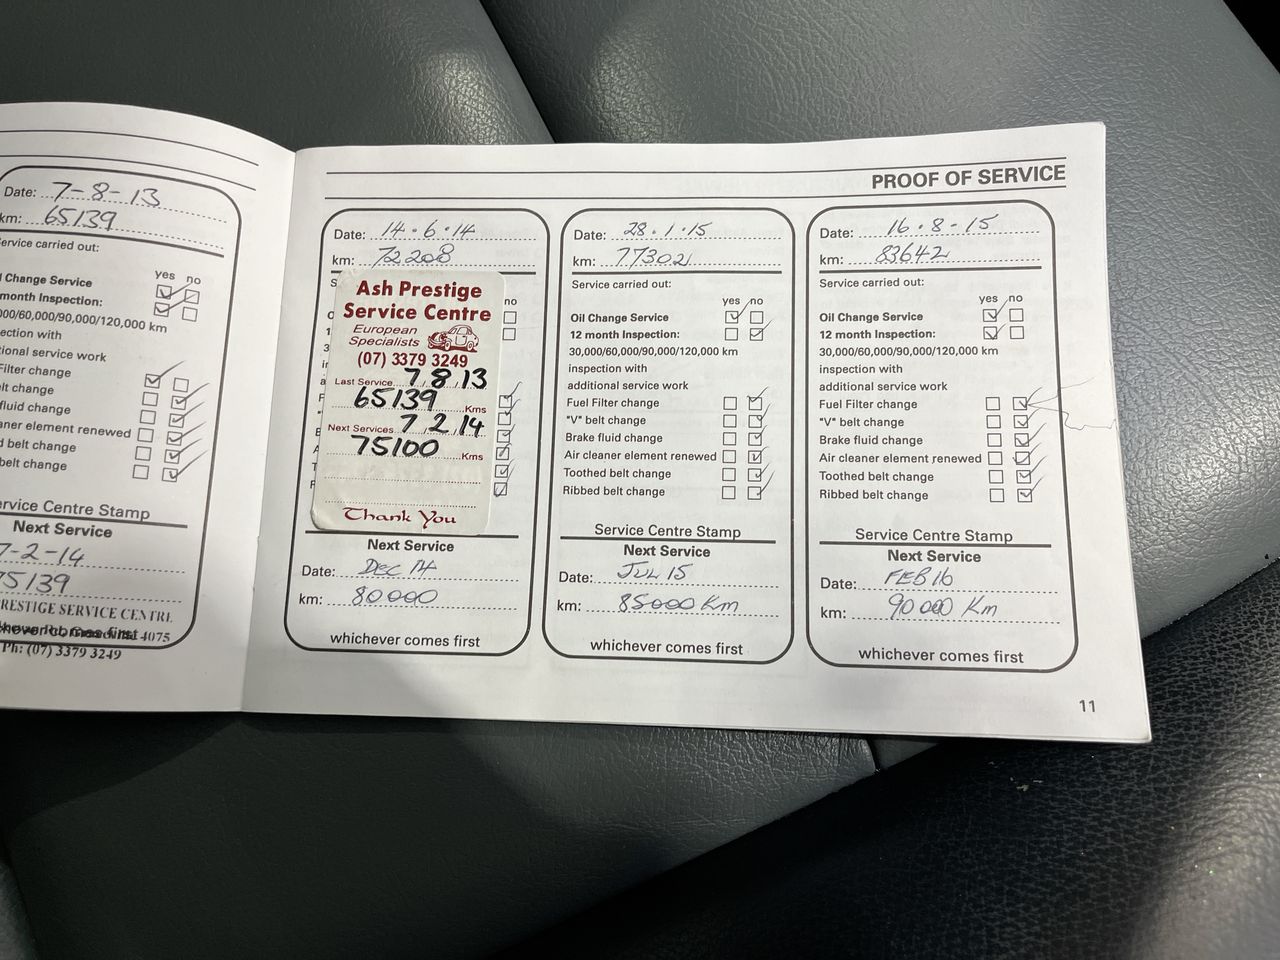 Date: 7-8-13
km: 65139
ervice carried out:
yes no
l Change Service
month Inspection:
000/60,000/90,000/120,000 km
ection with
tional service work
Filter change
elt change
fluid change
aner element renewed
d belt change
belt change
ervice Centre Stamp
Next Service
7-2-14
75139
PRESTIGE SERVICE CENTRE
4075
Ph: (07) 3379 3249
PROOF OF SERVICE
Date: 14.6.14
km: 72208
no
Ash Prestige
Service Centre
European
Specialists
(07) 3379 3249
Last Service 7,8,13
65139 Kms
Next Services 7,2,14
75100 Kms
Thank You
Next Service
Date: DEC 14
km: 80000
whichever comes first
Date: 28.1.15
km: 77302
Service carried out:
yes no
Oil Change Service
12 month Inspection:
30,000/60,000/90,000/120,000 km
inspection with
additional service work
Fuel Filter change
"V" belt change
Brake fluid change
Air cleaner element renewed
Toothed belt change
Ribbed belt change
Service Centre Stamp
Next Service
Date: JUL 15
km: 85000 Km
whichever comes first
Date: 16.8.15
km: 83642
Service carried out:
yes no
Oil Change Service
12 month Inspection:
30,000/60,000/90,000/120,000 km
inspection with
additional service work
Fuel Filter change
"V" belt change
Brake fluid change
Air cleaner element renewed
Toothed belt change
Ribbed belt change
Service Centre Stamp
Next Service
Date: FEB 16
km: 90000 Km
whichever comes first
11